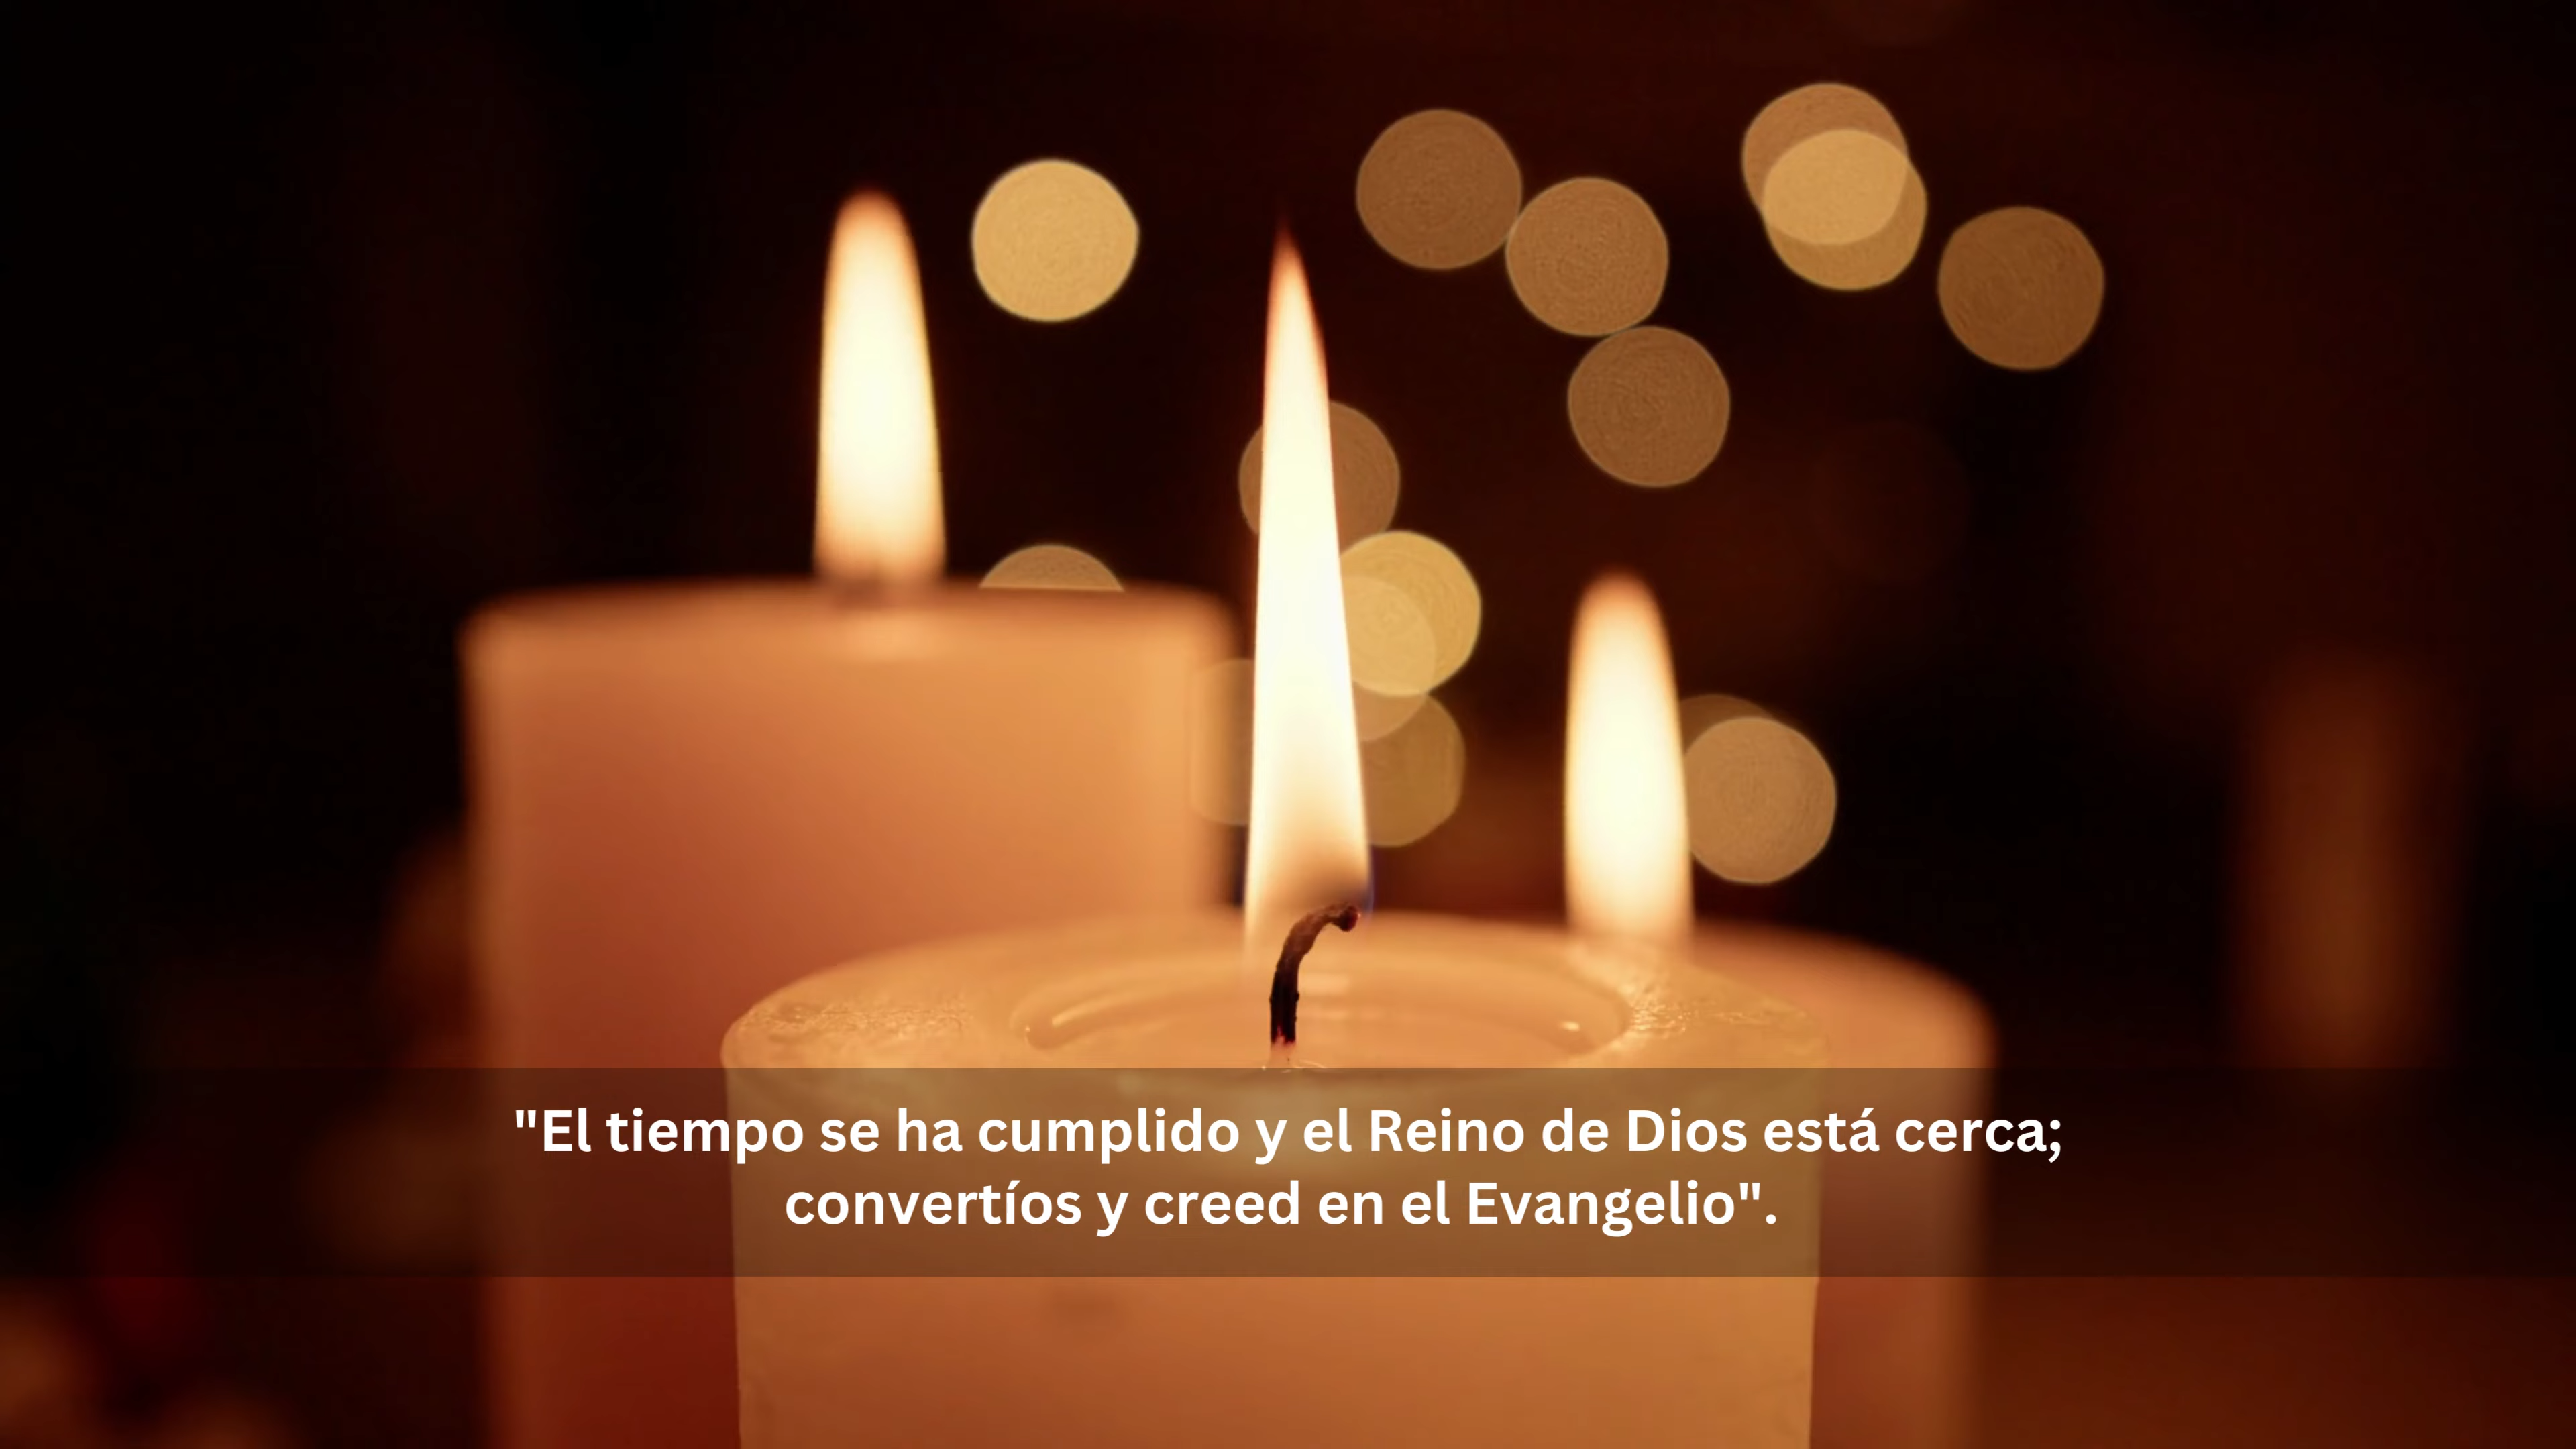 "El tiempo se ha cumplido y el Reino de Dios está cerca;
convertíos y creed en el Evangelio".